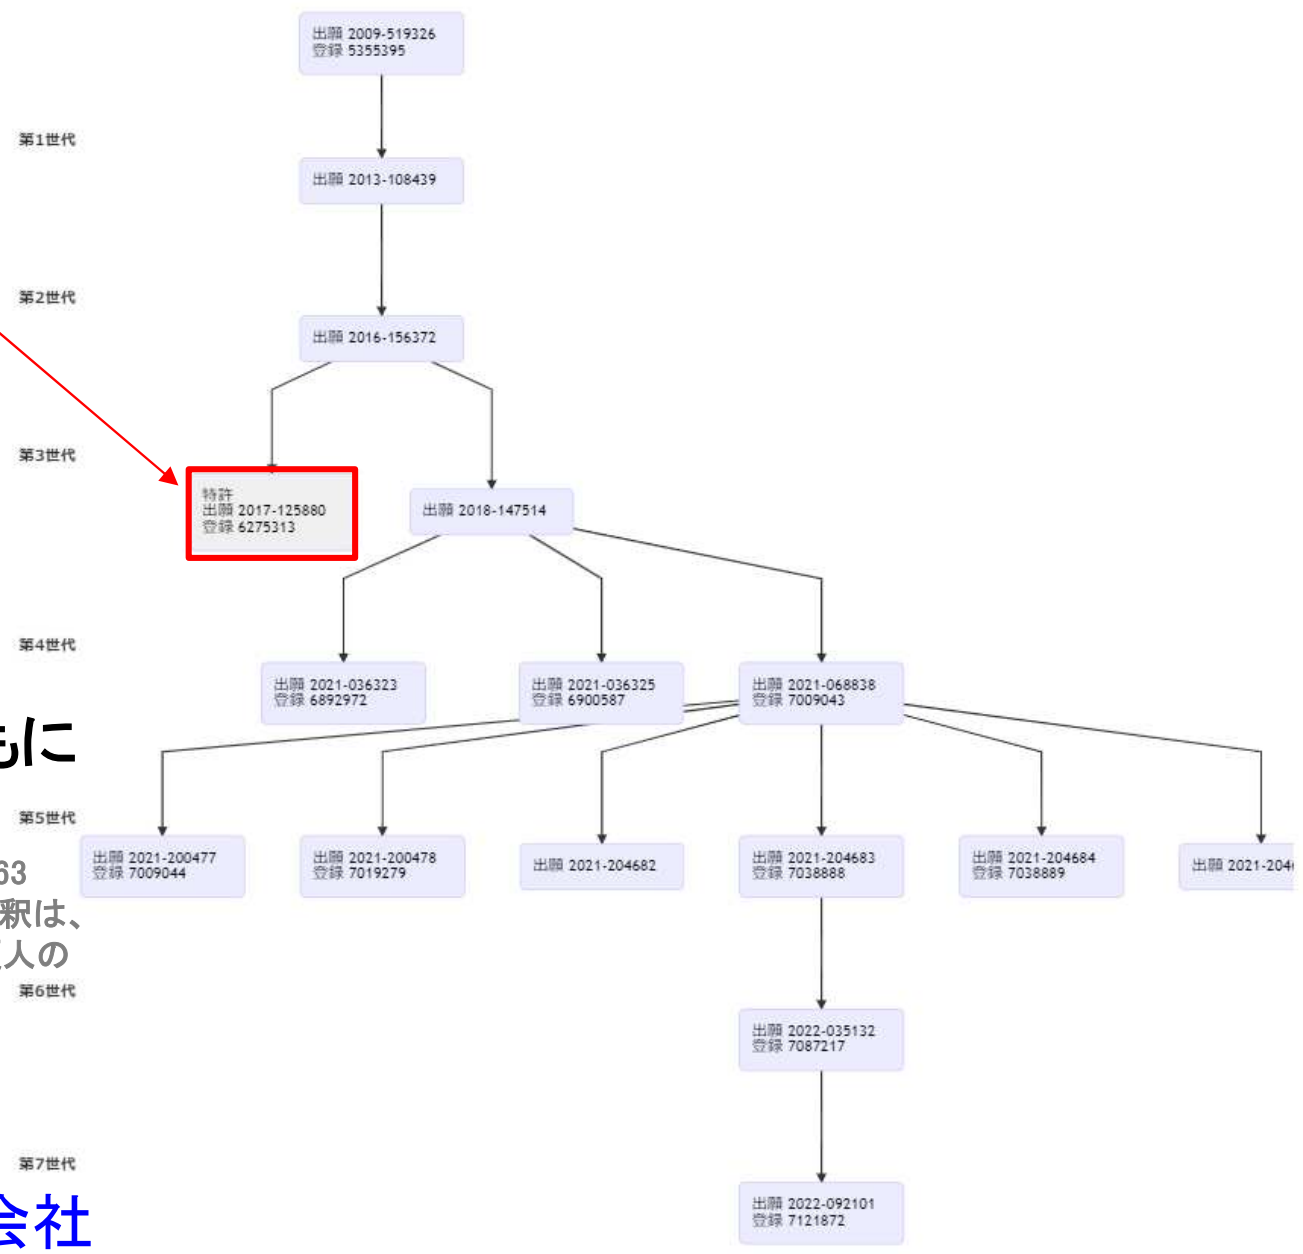 出願 2009-519326
登録 5355395
第1世代
出願 2013-108439
第2世代
出願 2016-156372
第3世代
特許
出願 2017-125880
登録 6275313
出願 2018-147514
第4世代
出願 2021-036323
登録 6892972
出願 2021-036325
登録 6900587
出願 2021-068838
登録 7009043
もに
第5世代
出願 2021-200477
登録 7009044
出願 2021-200478
登録 7019279
出願 2021-204682
出願 2021-204683
登録 7038888
出願 2021-204684
登録 7038889
出願 2021-204
63
釈は、
人の
第6世代
出願 2022-035132
登録 7087217
第7世代
会社
出願 2022-092101
登録 7121872